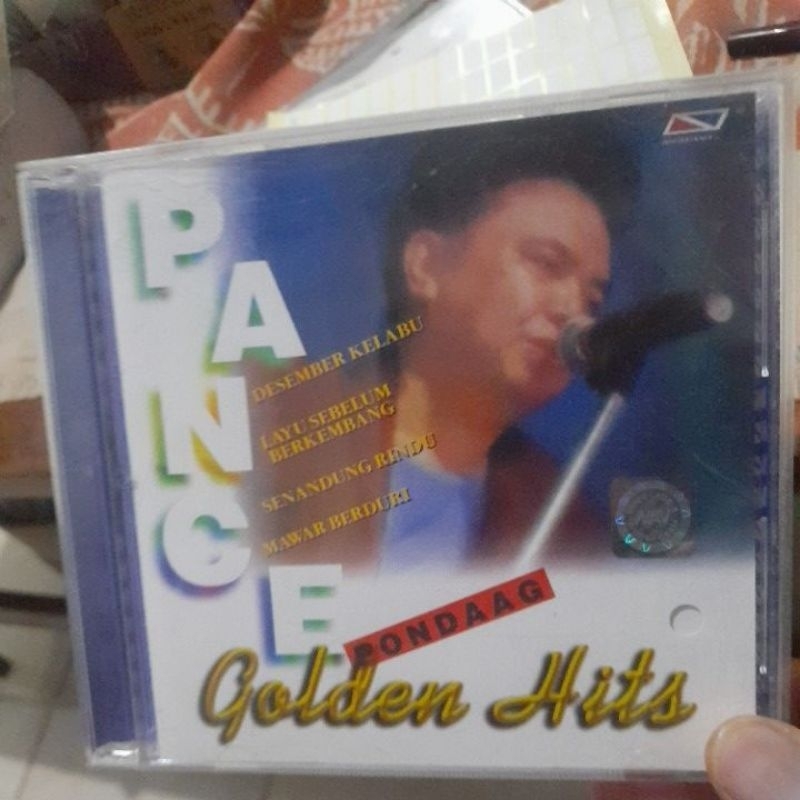 PANCE
DESEMBER KELABU
LAYU SEBELUM
BERKEMBANG
SENANDUNG RINDU
MAWAR BERDURI
PONDAAG
Golden Hits